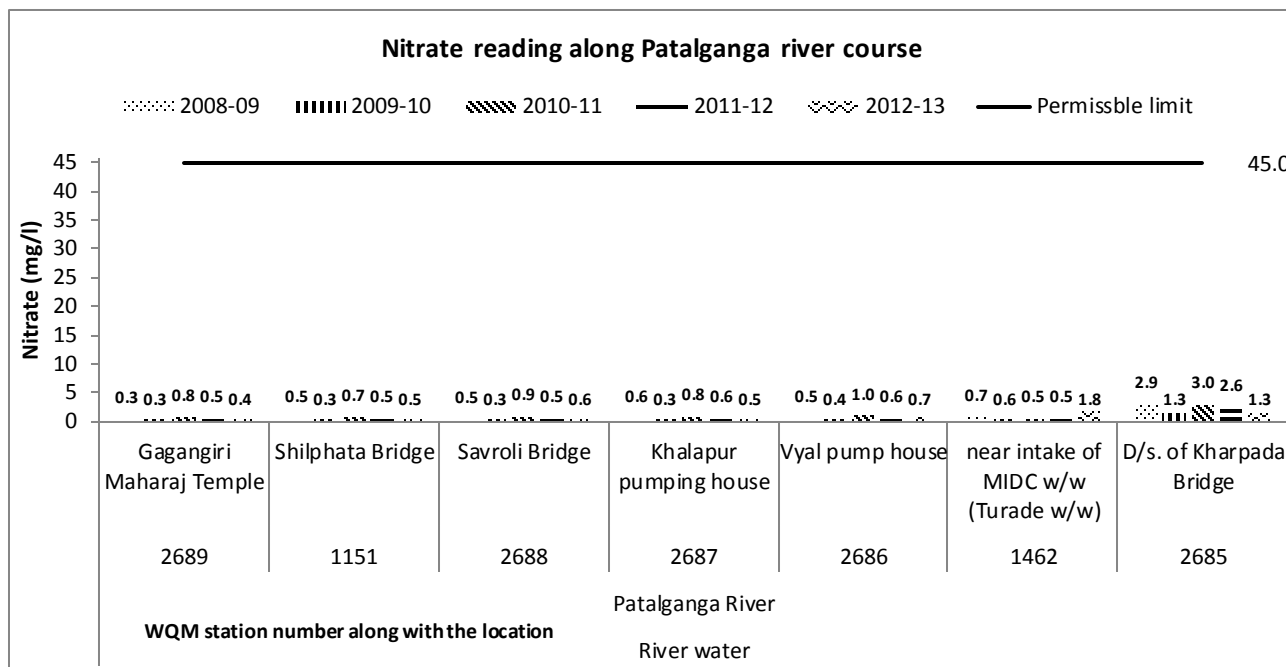 Nitrate reading along Patalganga river course
2008-09 2009-10 2010-11 2011-12 2012-13 Permissble limit
45 45.0
40
35
30
25
20
15
10
5
0
Nitrate (mg/l)
0.3 0.3 0.8 0.5 0.4 0.5 0.3 0.7 0.5 0.5 0.5 0.3 0.9 0.5 0.6 0.6 0.3 0.8 0.6 0.5 0.5 0.4 1.0 0.6 0.7 0.7 0.6 0.5 0.5 1.8 2.9 1.3 3.0 2.6 1.3
Gagangiri Shilphata Bridge Savroli Bridge Khalapur Vyal pump house near intake of D/s. of Kharpada
Maharaj Temple pumping house MIDC w/w Bridge
(Turade w/w)
2689 1151 2688 2687 2686 1462 2685
Patalganga River
WQM station number along with the location
River water